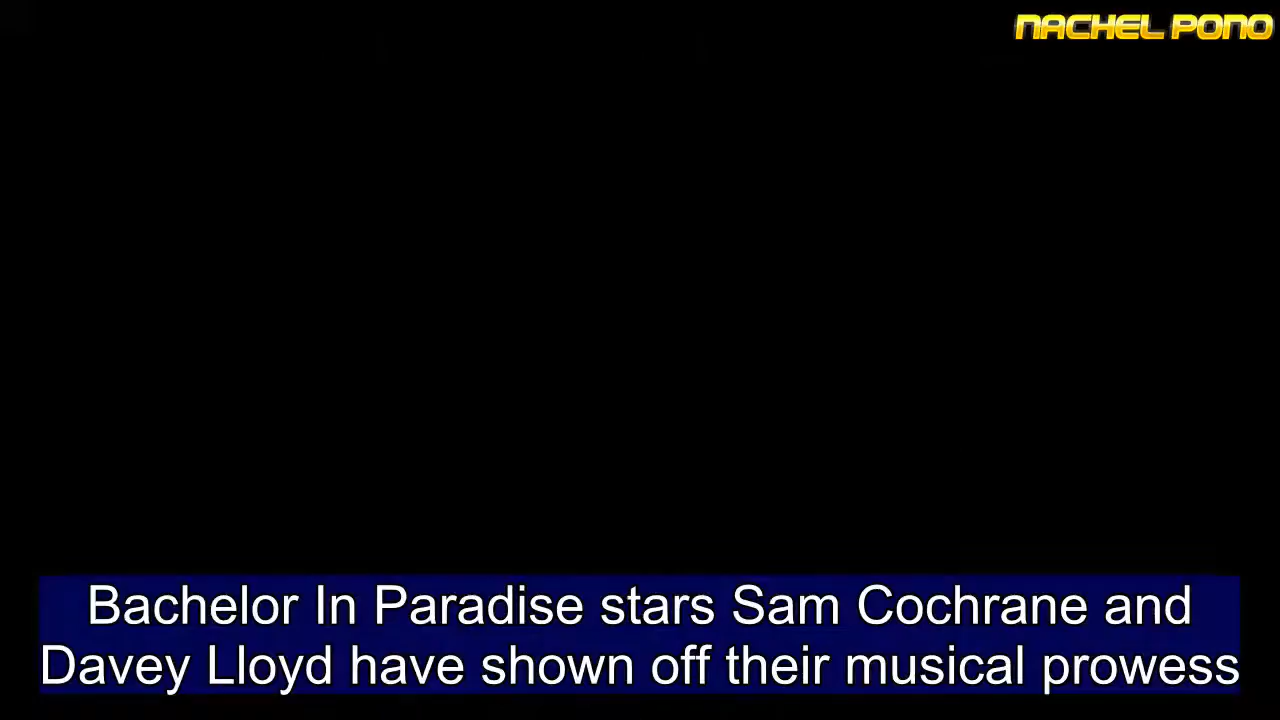 NACHEL PONO
Bachelor In Paradise stars Sam Cochrane and
Davey Lloyd have shown off their musical prowess